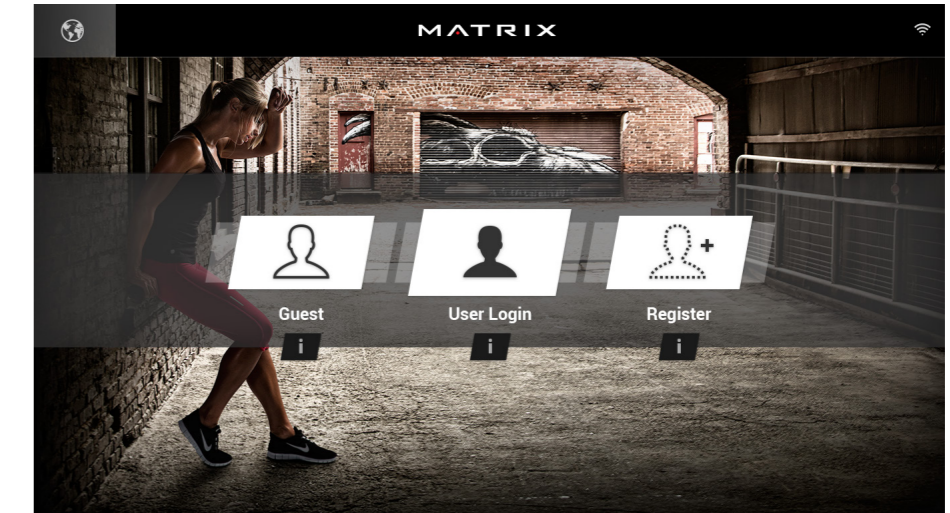 MATRIX
Guest
User Login
Register
i
i
i